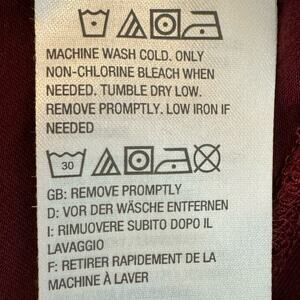 MACHINE WASH COLD. ONLY
NON-CHLORINE BLEACH WHEN
NEEDED. TUMBLE DRY LOW.
REMOVE PROMPTLY. LOW IRON IF
NEEDED
30
GB: REMOVE PROMPTLY
D: VOR DER WÄSCHE ENTFERNEN
I: RIMUOVERE SUBITO DOPO IL
LAVAGGIO
F: RETIRER RAPIDEMENT DE LA
MACHINE À LAVER